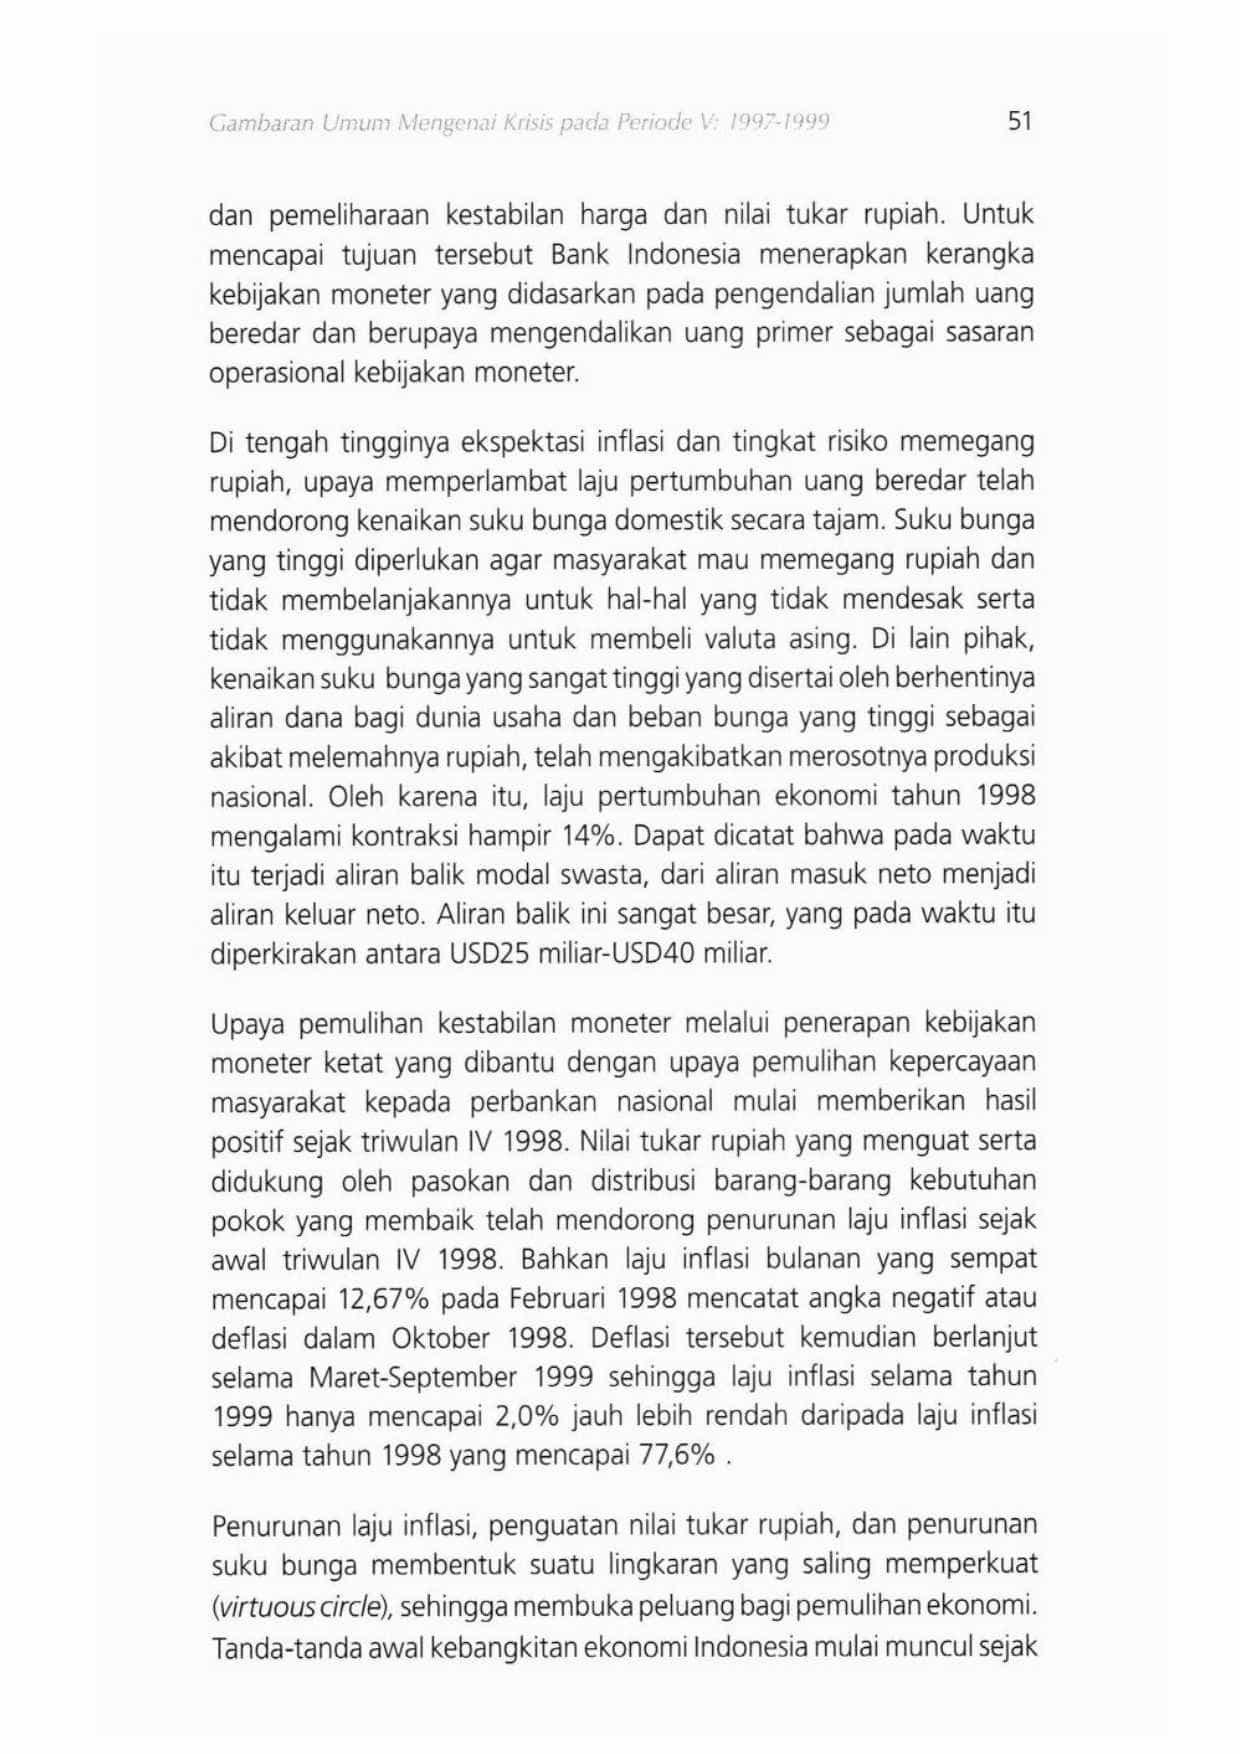 Gambaran Umum Mengenai Krisis pada Periode V: 1997-1999 51
dan pemeliharaan kestabilan harga dan nilai tukar rupiah. Untuk
mencapai tujuan tersebut Bank Indonesia menerapkan kerangka
kebijakan moneter yang didasarkan pada pengendalian jumlah uang
beredar dan berupaya mengendalikan uang primer sebagai sasaran
operasional kebijakan moneter.
Di tengah tingginya ekspektasi inflasi dan tingkat risiko memegang
rupiah, upaya memperlambat laju pertumbuhan uang beredar telah
mendorong kenaikan suku bunga domestik secara tajam. Suku bunga
yang tinggi diperlukan agar masyarakat mau memegang rupiah dan
tidak membelanjakannya untuk hal-hal yang tidak mendesak serta
tidak menggunakannya untuk membeli valuta asing. Di lain pihak,
kenaikan suku bunga yang sangat tinggi yang disertai oleh berhentinya
aliran dana bagi dunia usaha dan beban bunga yang tinggi sebagai
akibat melemahnya rupiah, telah mengakibatkan merosotnya produksi
nasional. Oleh karena itu, laju pertumbuhan ekonomi tahun 1998
mengalami kontraksi hampir 14%. Dapat dicatat bahwa pada waktu
itu terjadi aliran balik modal swasta, dari aliran masuk neto menjadi
aliran keluar neto. Aliran balik ini sangat besar, yang pada waktu itu
diperkirakan antara USD25 miliar-USD40 miliar.
Upaya pemulihan kestabilan moneter melalui penerapan kebijakan
moneter ketat yang dibantu dengan upaya pemulihan kepercayaan
masyarakat kepada perbankan nasional mulai memberikan hasil
positif sejak triwulan IV 1998. Nilai tukar rupiah yang menguat serta
didukung oleh pasokan dan distribusi barang-barang kebutuhan
pokok yang membaik telah mendorong penurunan laju inflasi sejak
awal triwulan IV 1998. Bahkan laju inflasi bulanan yang sempat
mencapai 12,67% pada Februari 1998 mencatat angka negatif atau
deflasi dalam Oktober 1998. Deflasi tersebut kemudian berlanjut
selama Maret-September 1999 sehingga laju inflasi selama tahun
1999 hanya mencapai 2,0% jauh lebih rendah daripada laju inflasi
selama tahun 1998 yang mencapai 77,6% .
Penurunan laju inflasi, penguatan nilai tukar rupiah, dan penurunan
suku bunga membentuk suatu lingkaran yang saling memperkuat
(virtuous circle), sehingga membuka peluang bagi pemulihan ekonomi.
Tanda-tanda awal kebangkitan ekonomi Indonesia mulai muncul sejak